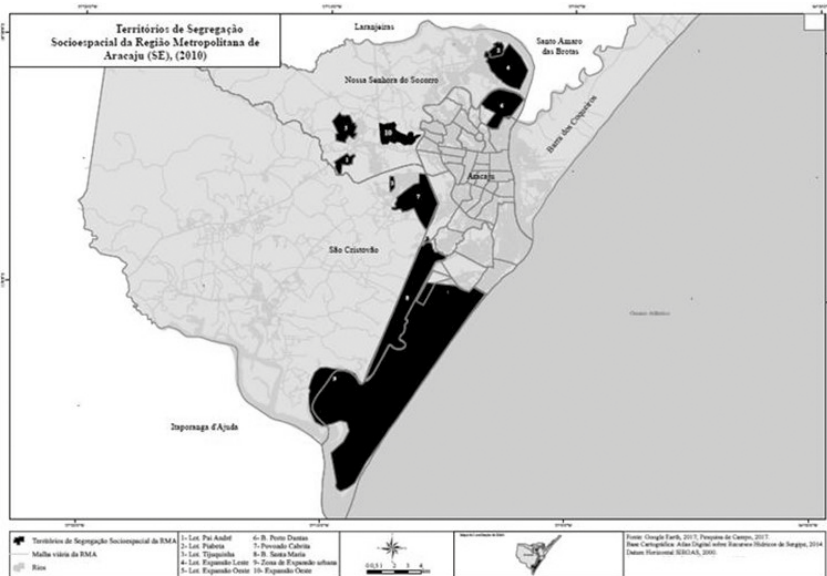 Territórios de Segregação
Socioespacial da Região Metropolitana de
Aracaju (SE), (2010)
Laranjeiras
Santo Amaro
das Brotas
Nossa Senhora do Socorro
Barra dos Coqueiros
Aracaju
São Cristovão
Oceano Atlântico
Itaporanga d'Ajuda
10
7
Territórios de Segregação Socioespacial da RMA
Malha viária da RMA
Rios
1- Lot. Pai André
2- Lot. Piabeta
3- Lot. Tijuquinha
4- Lot. Expansão Leste
5- Lot. Expansão Oeste
6- B. Porto Dantas
7- Povoado Cabrita
8- B. Santa Maria
9- Zona de Expansão urbana
10- Expansão Oeste
Fonte: Google Earth, 2017; Pesquisa de Campo, 2017.
Base Cartográfica: Atlas Digital sobre Recursos Hídricos de Sergipe, 2014
Datum Horizontal SIRGAS, 2000.